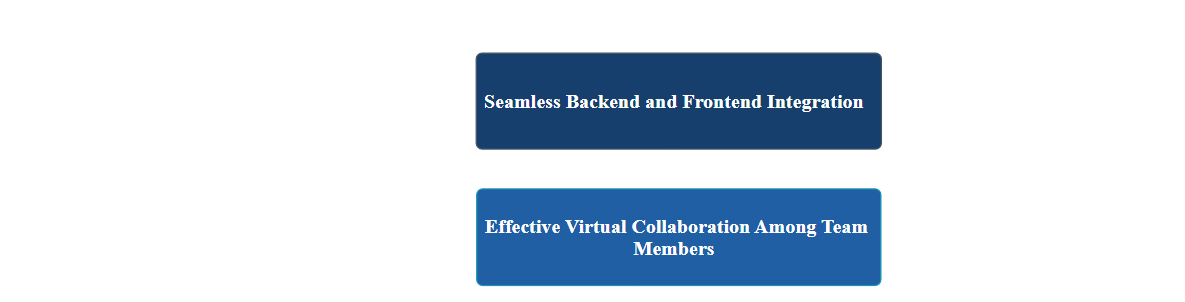 Seamless Backend and Frontend Integration
Effective Virtual Collaboration Among Team
Members